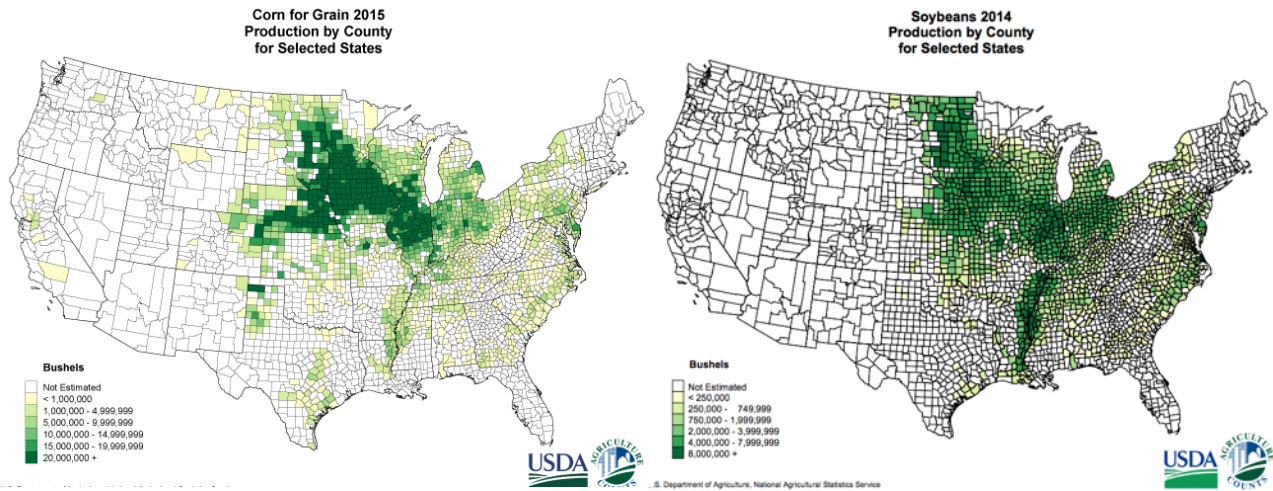 Corn for Grain 2015
Production by County
for Selected States
Bushels
Not Estimated
< 1,000,000
1,000,000 - 4,999,999
5,000,000 - 9,999,999
10,000,000 - 14,999,999
15,000,000 - 19,999,999
20,000,000 +
USDA
AGRICULTURE
COUNTS
Soybeans 2014
Production by County
for Selected States
Bushels
Not Estimated
< 250,000
250,000 - 749,999
750,000 - 1,999,999
2,000,000 - 3,999,999
4,000,000 - 7,999,999
8,000,000 +
USDA
AGRICULTURE
COUNTS
.S. Department of Agriculture, National Agricultural Statistics Service